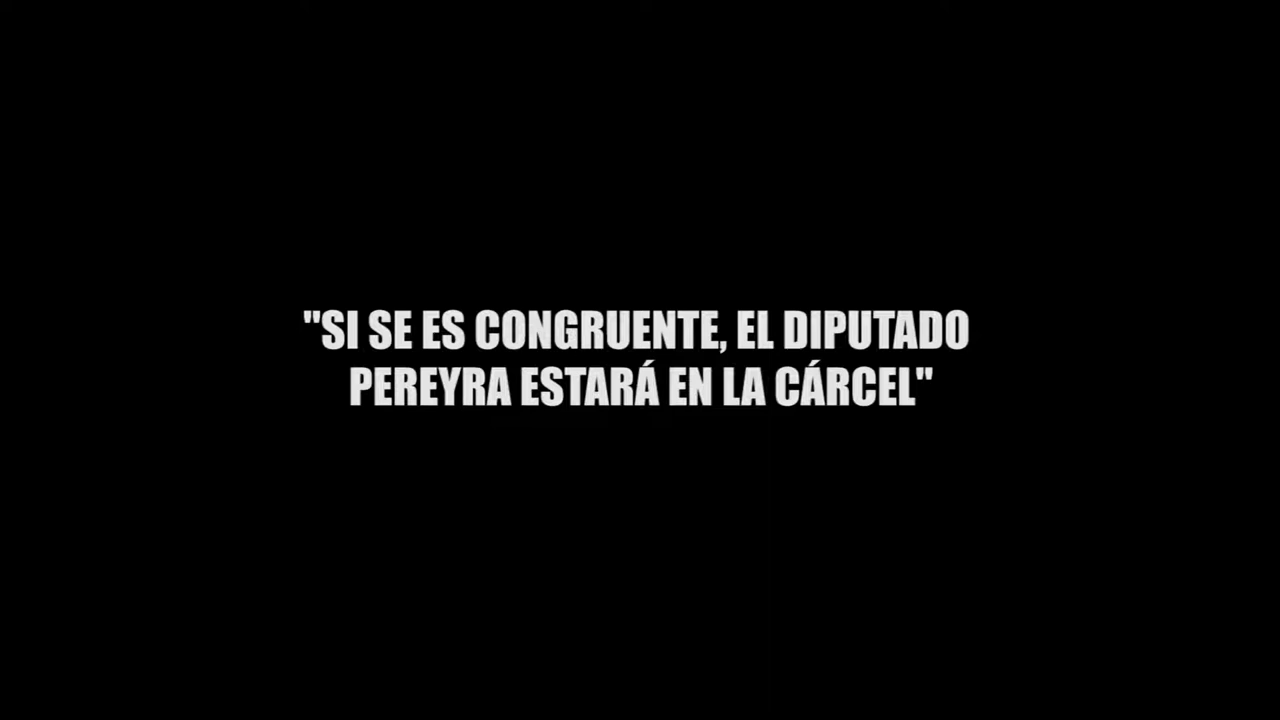 "SI SE ES CONGRUENTE, EL DIPUTADO
PEREYRA ESTARÁ EN LA CÁRCEL"